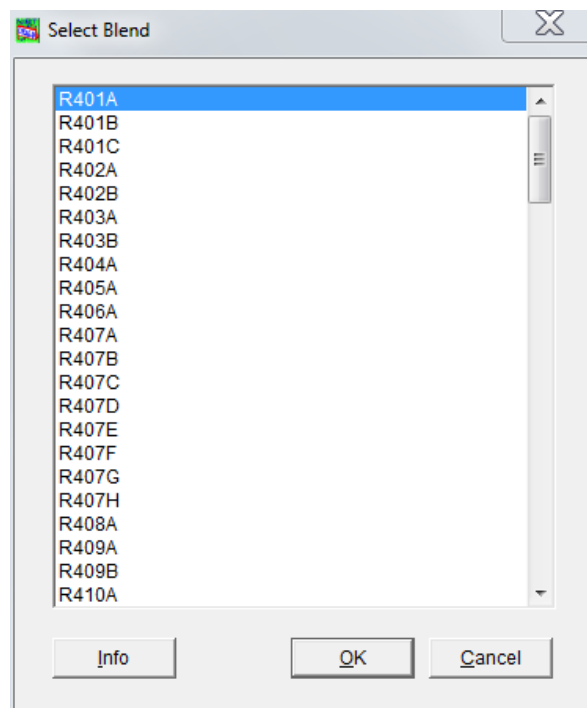 Select Blend
R401A
R401B
R401C
R402A
R402B
R403A
R403B
R404A
R405A
R406A
R407A
R407B
R407C
R407D
R407E
R407F
R407G
R407H
R408A
R409A
R409B
R410A
Info OK Cancel